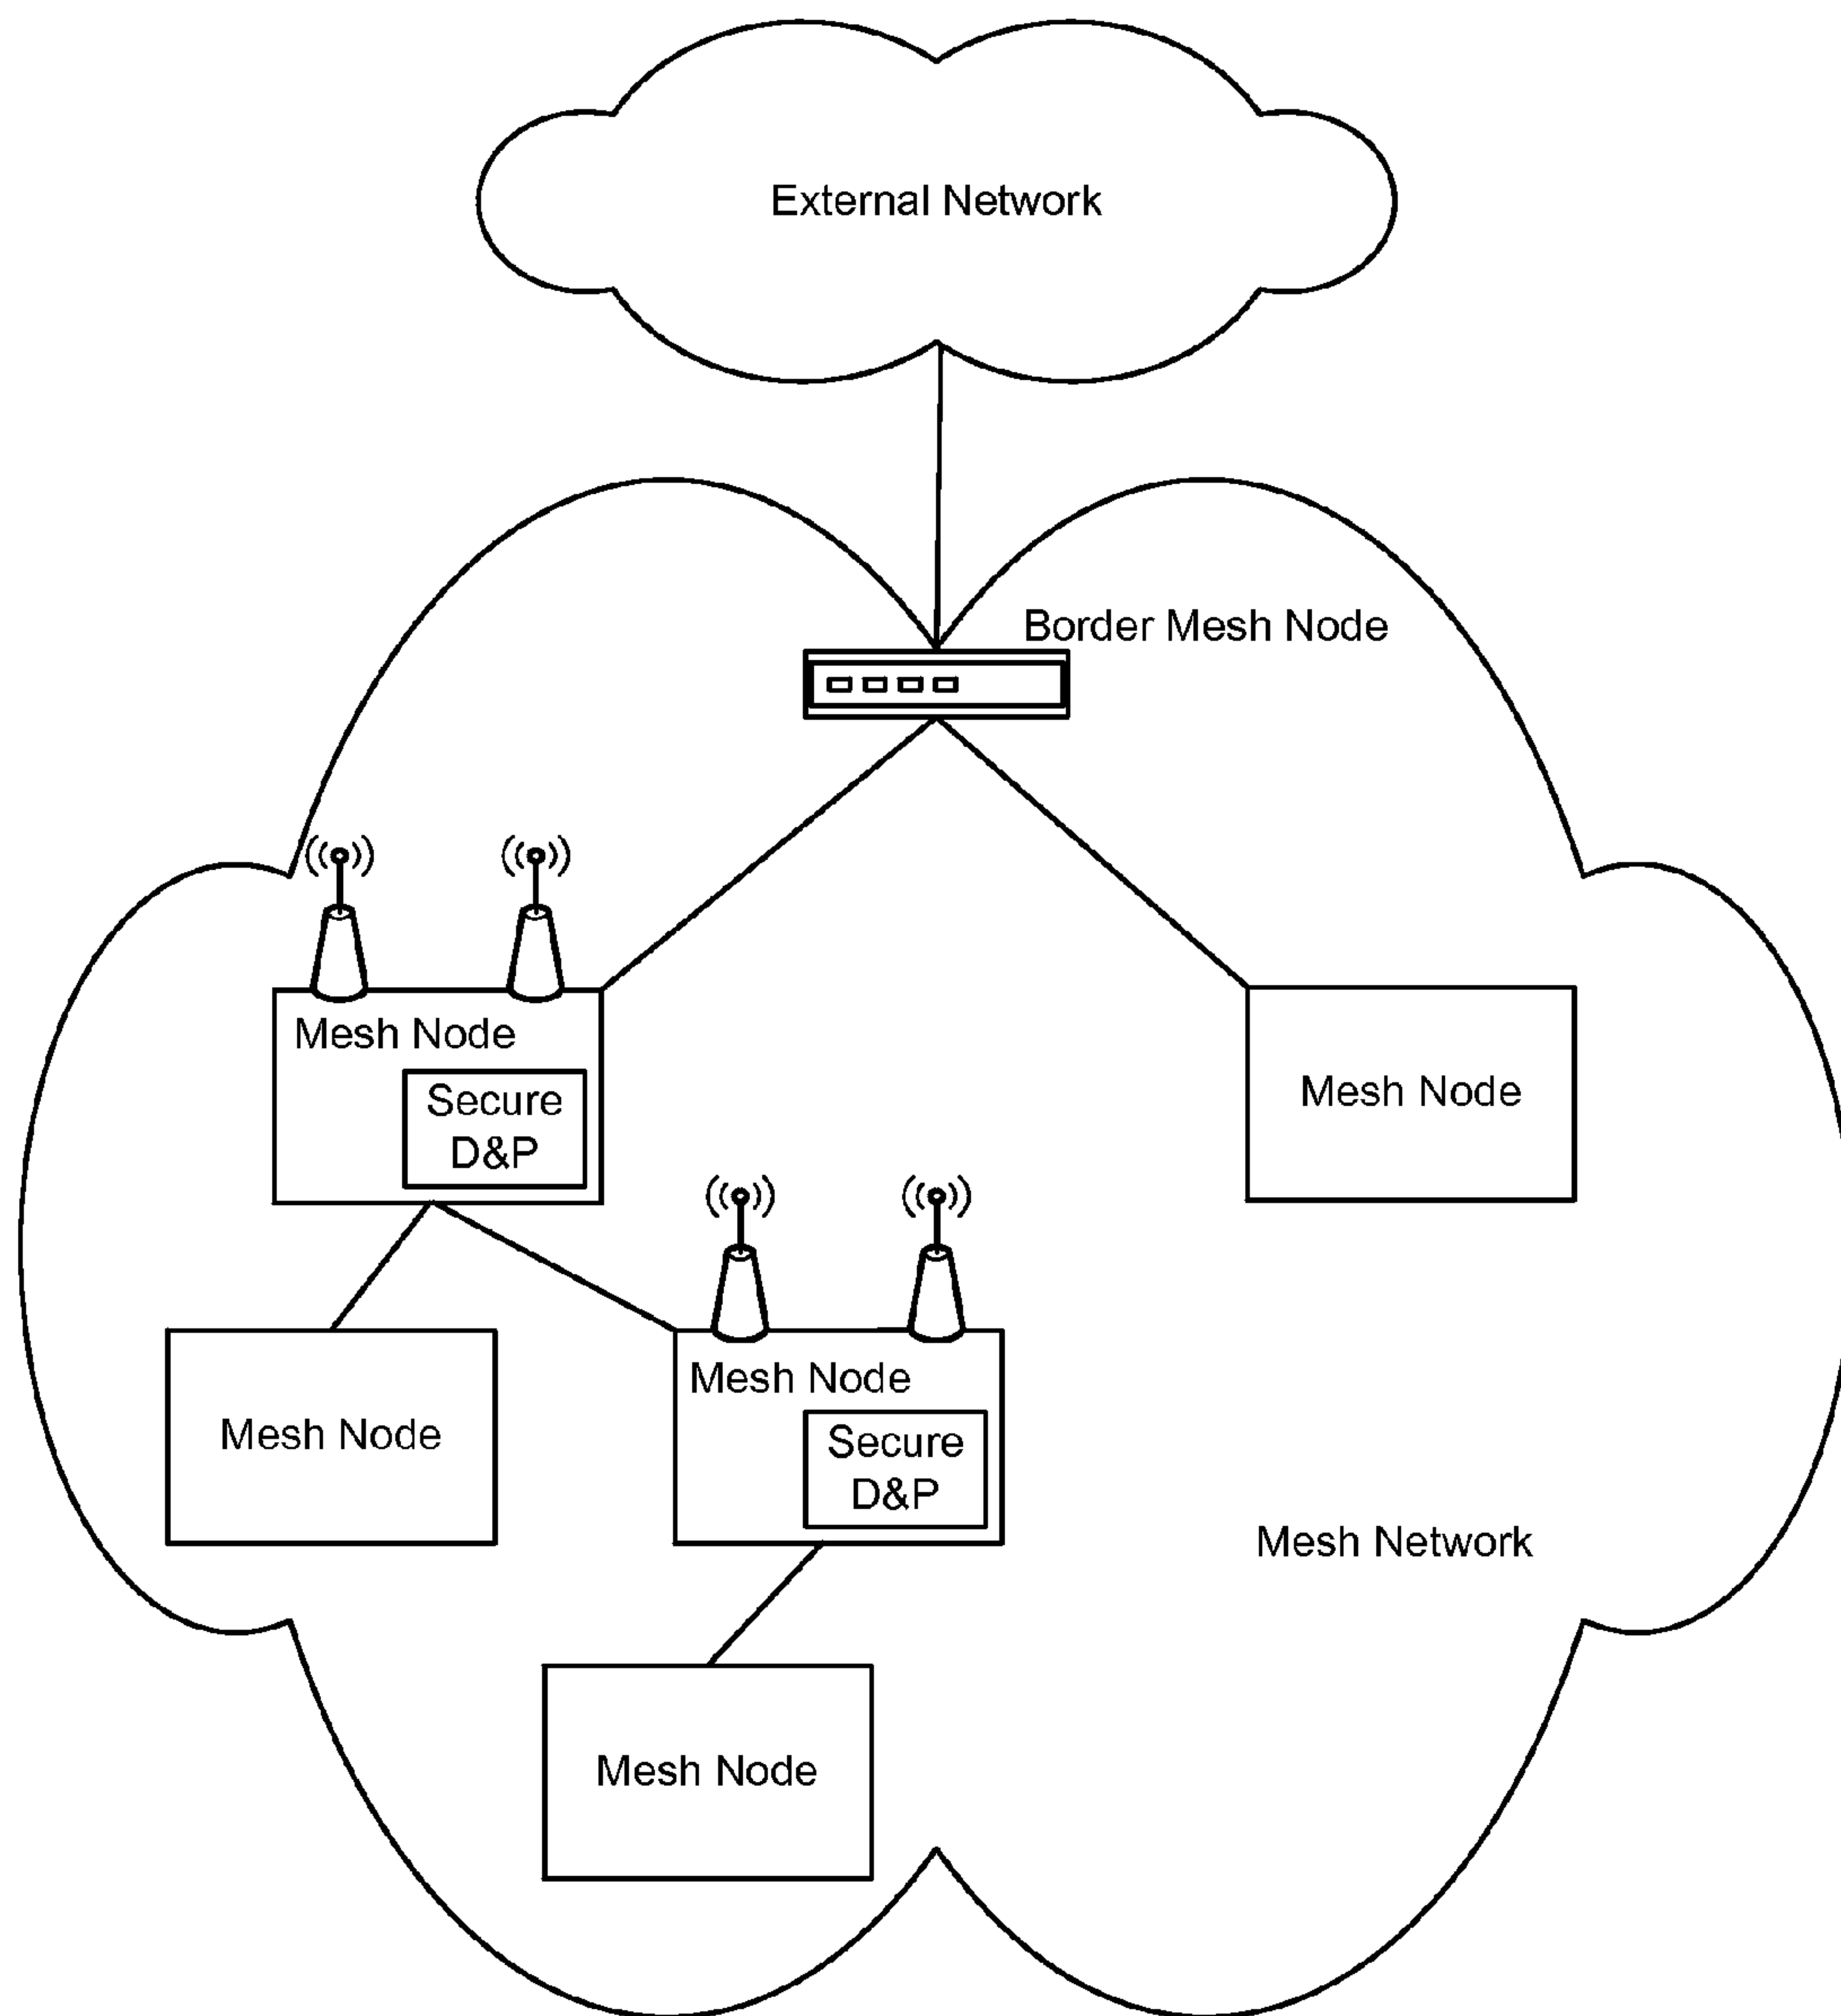 External Network
Border Mesh Node
Mesh Node
Secure
D&P
Mesh Node
Mesh Node
Mesh Node
Secure
D&P
Mesh Network
Mesh Node